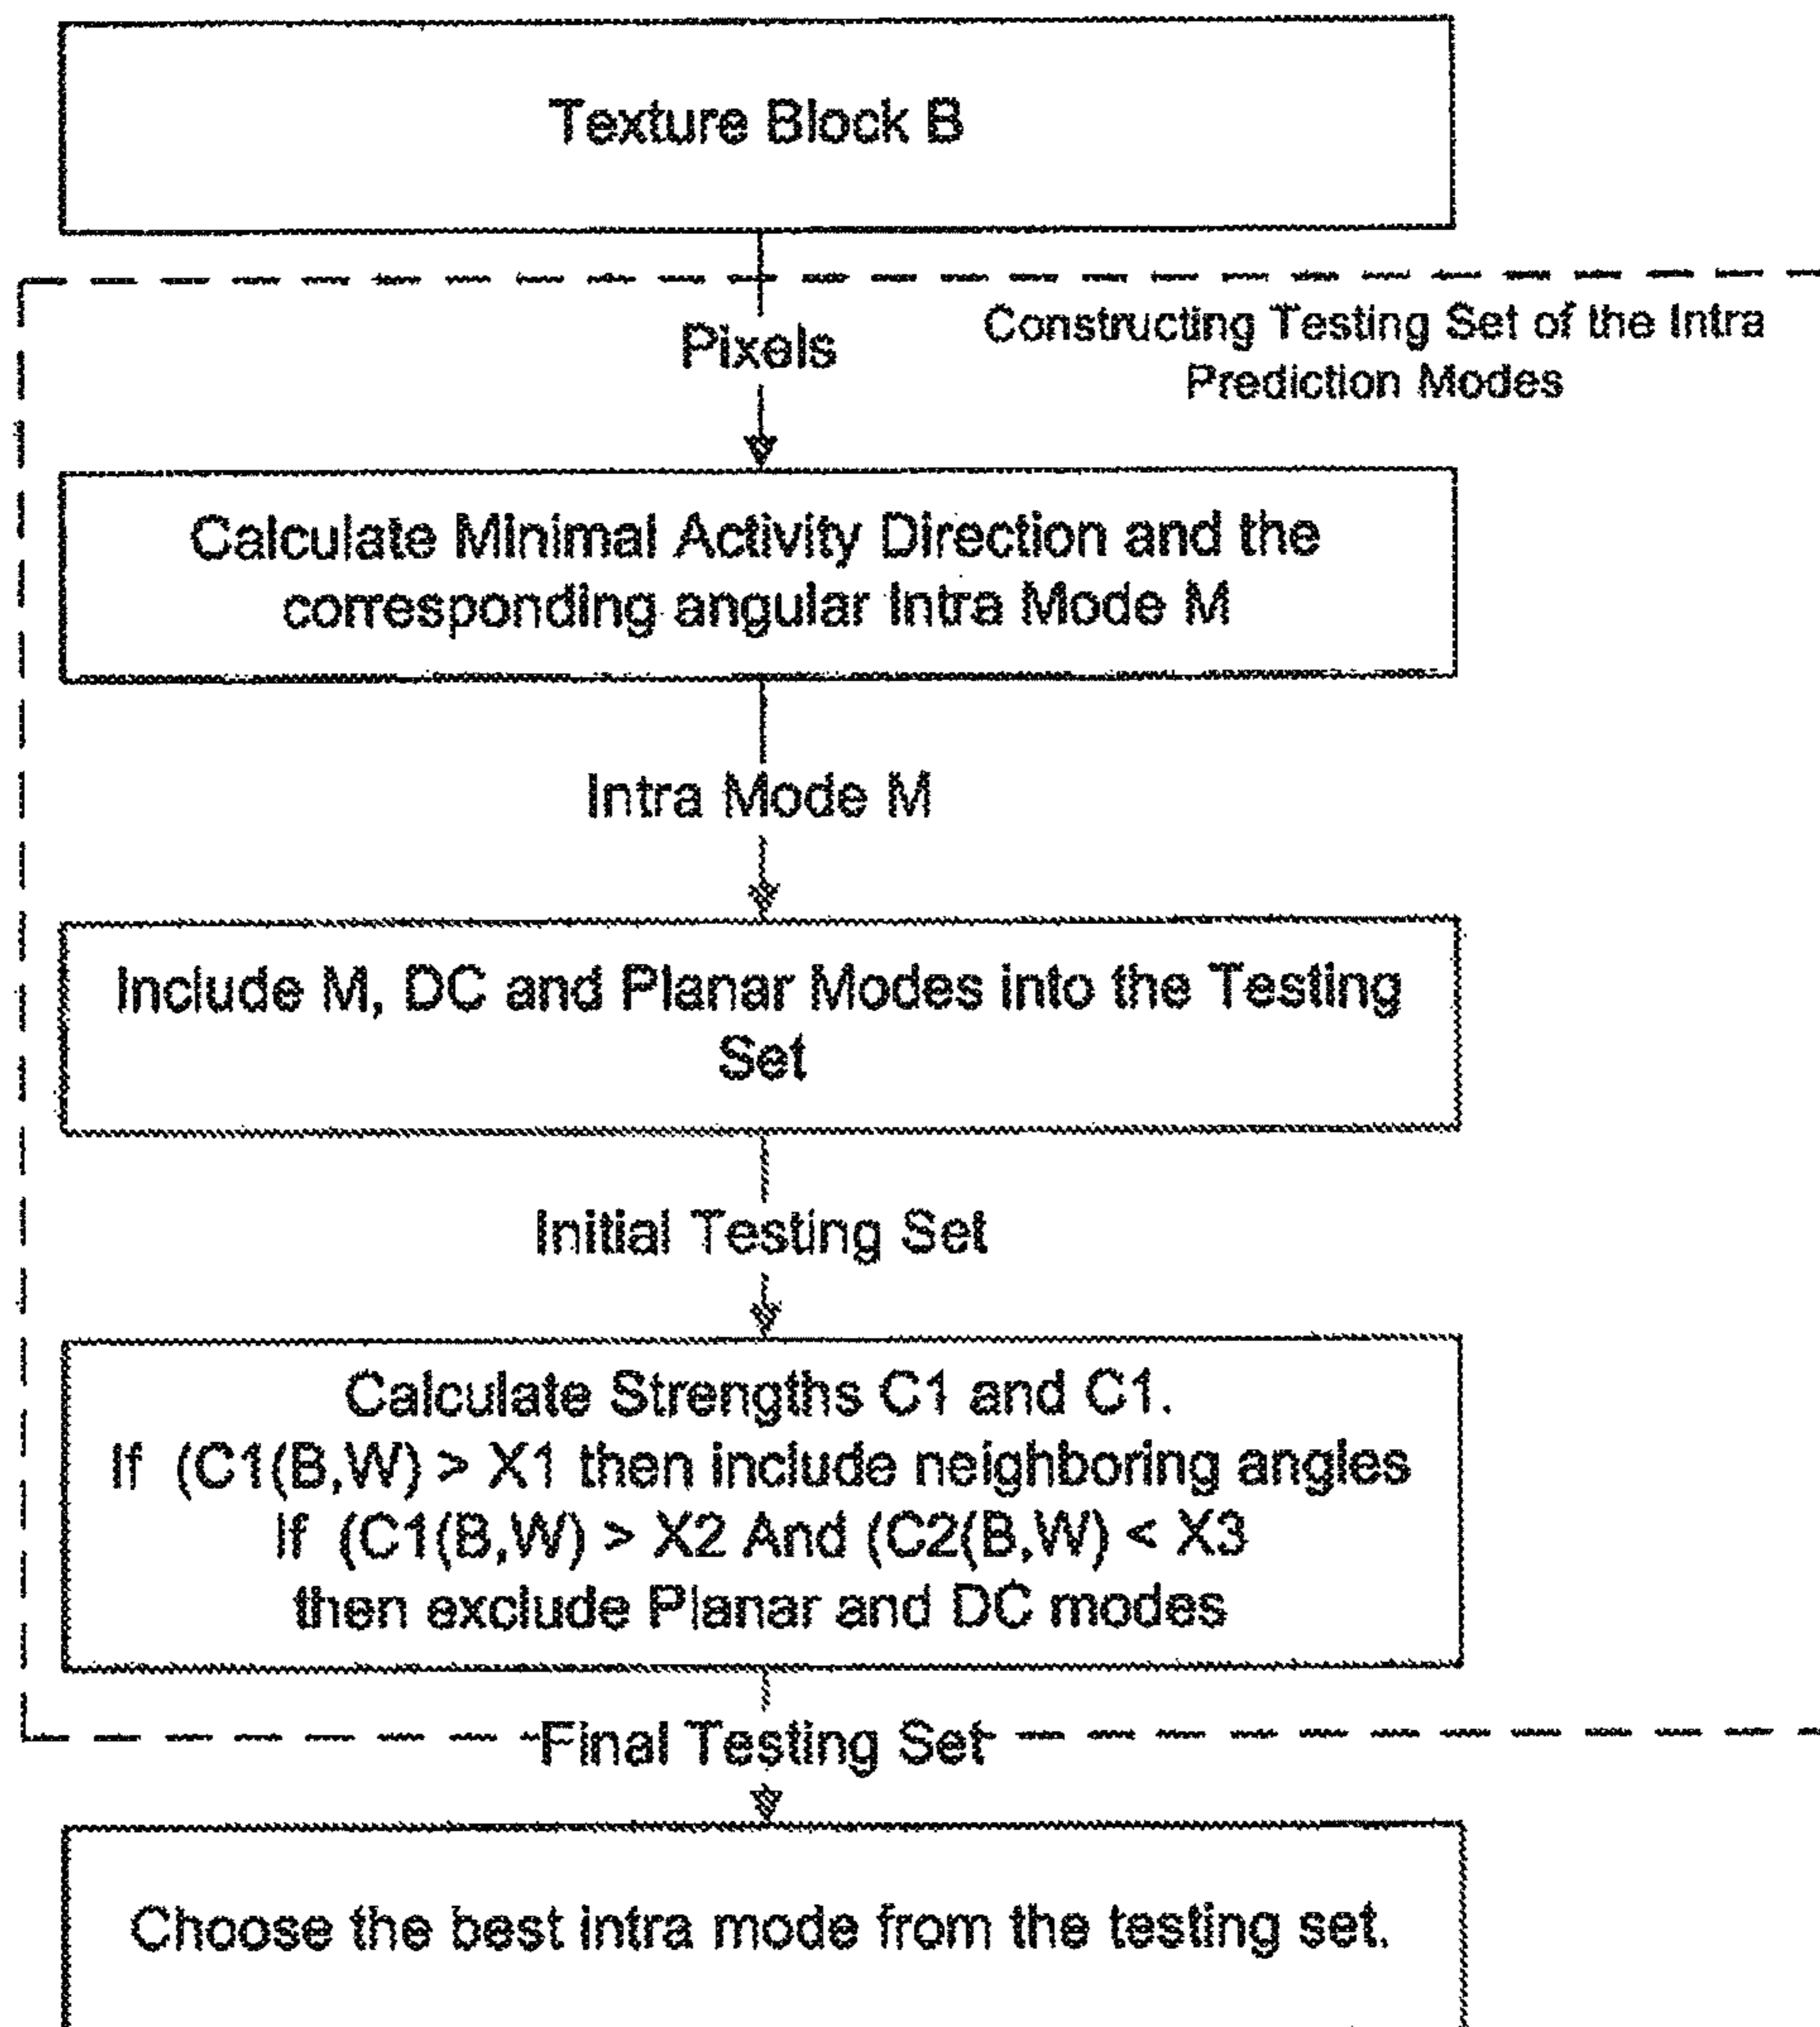 Texture Block B
Pixels
Constructing Testing Set of the Intra
Prediction Modes
Calculate Minimal Activity Direction and the
corresponding angular Intra Mode M
Intra Mode M
Include M, DC and Planar Modes into the Testing
Set
Initial Testing Set
Calculate Strengths C1 and C1.
If (C1(B,W) > X1 then include neighboring angles
If (C1(B,W) > X2 And (C2(B,W) < X3
then exclude Planar and DC modes
Final Testing Set
Choose the best intra mode from the testing set.